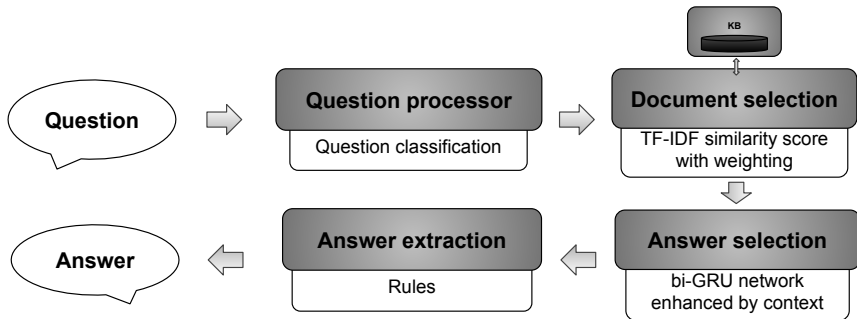 KB
Question
Question processor
Question classification
Document selection
TF-IDF similarity score
with weighting
Answer
Answer extraction
Rules
Answer selection
bi-GRU network
enhanced by context